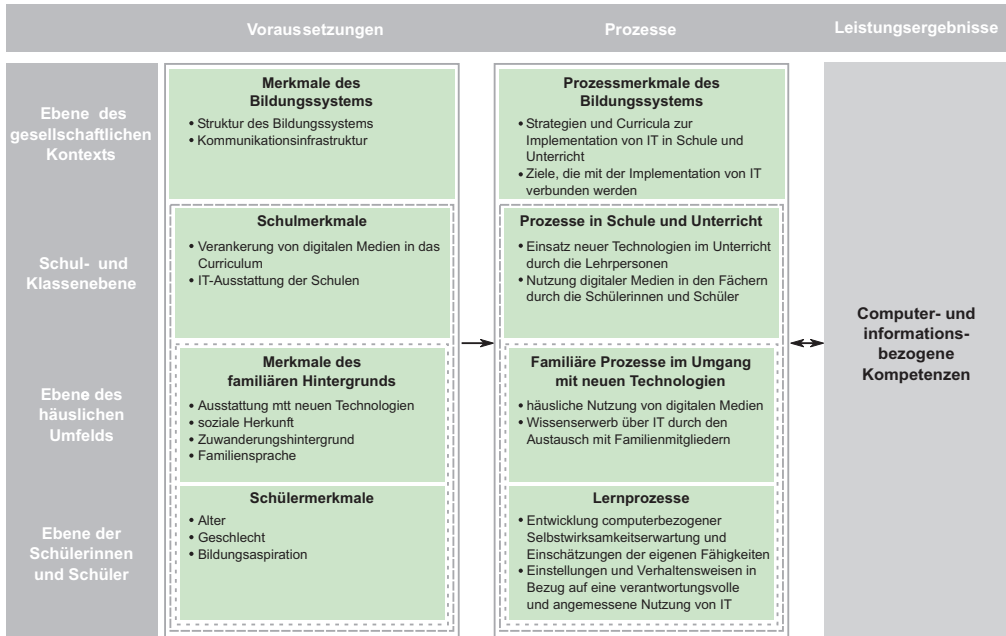 Voraussetzungen
Prozesse
Leistungsergebnisse
Ebene des
gesellschaftlichen
Kontexts
Merkmale des
Bildungssystems
• Struktur des Bildungssystems
• Kommunikationsinfrastruktur
Prozessmerkmale des
Bildungssystems
• Strategien und Curricula zur
Implementation von IT in Schule und
Unterricht
• Ziele, die mit der Implementation von IT
verbunden werden
Schul- und
Klassenebene
Schulmerkmale
• Verankerung von digitalen Medien in das
Curriculum
• IT-Ausstattung der Schulen
Prozesse in Schule und Unterricht
• Einsatz neuer Technologien im Unterricht
durch die Lehrpersonen
• Nutzung digitaler Medien in den Fächern
durch die Schülerinnen und Schüler
Ebene des
häuslichen
Umfelds
Merkmale des
familiären Hintergrunds
• Ausstattung mtt neuen Technologien
• soziale Herkunft
• Zuwanderungshintergrund
• Familiensprache
Familiäre Prozesse im Umgang
mit neuen Technologien
• häusliche Nutzung von digitalen Medien
• Wissenserwerb über IT durch den
Austausch mit Familienmitgliedern
Ebene der
Schülerinnen
und Schüler
Schülermerkmale
• Alter
• Geschlecht
• Bildungsaspiration
Lernprozesse
• Entwicklung computerbezogener
Selbstwirksamkeitserwartung und
Einschätzungen der eigenen Fähigkeiten
• Einstellungen und Verhaltensweisen in
Bezug auf eine verantwortungsvolle
und angemessene Nutzung von IT
Computer- und
informations-
bezogene
Kompetenzen